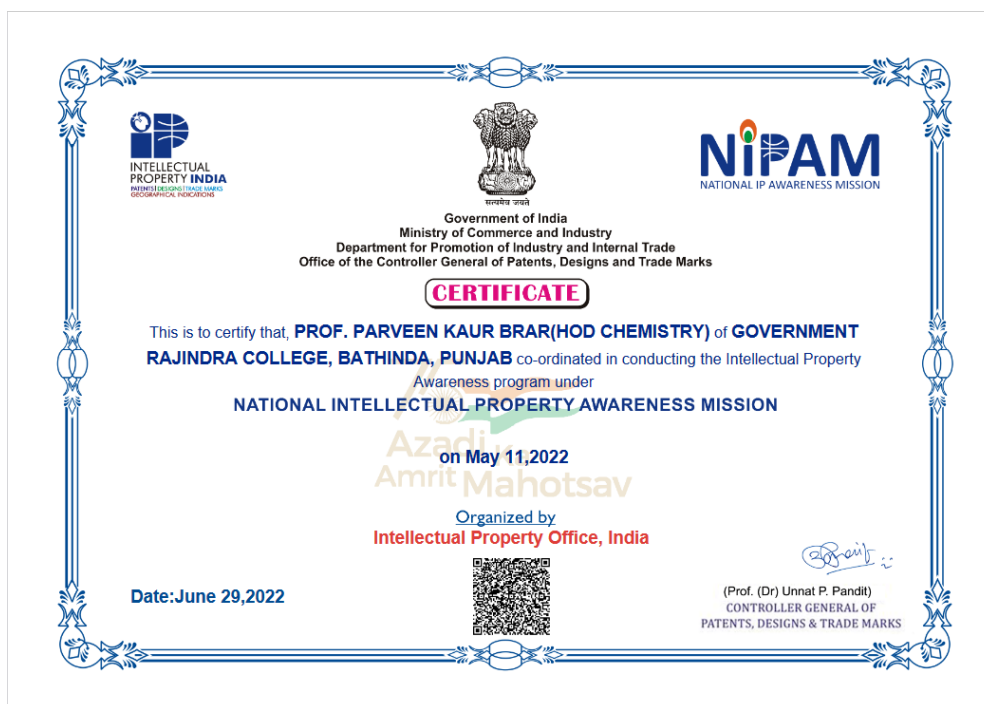 INTELLECTUAL
PROPERTY INDIA
PATENTS | DESIGNS | TRADE MARKS
GEOGRAPHICAL INDICATIONS
सत्यमेव जयते
NiPAM
NATIONAL IP AWARENESS MISSION
Government of India
Ministry of Commerce and Industry
Department for Promotion of Industry and Internal Trade
Office of the Controller General of Patents, Designs and Trade Marks
CERTIFICATE
This is to certify that, PROF. PARVEEN KAUR BRAR(HOD CHEMISTRY) of GOVERNMENT
RAJINDRA COLLEGE, BATHINDA, PUNJAB co-ordinated in conducting the Intellectual Property
Awareness program under
NATIONAL INTELLECTUAL PROPERTY AWARENESS MISSION
Azadi Ka
Amrit Mahotsav
on May 11,2022
Organized by
Intellectual Property Office, India
Date:June 29,2022
(Prof. (Dr) Unnat P. Pandit)
CONTROLLER GENERAL OF
PATENTS, DESIGNS & TRADE MARKS